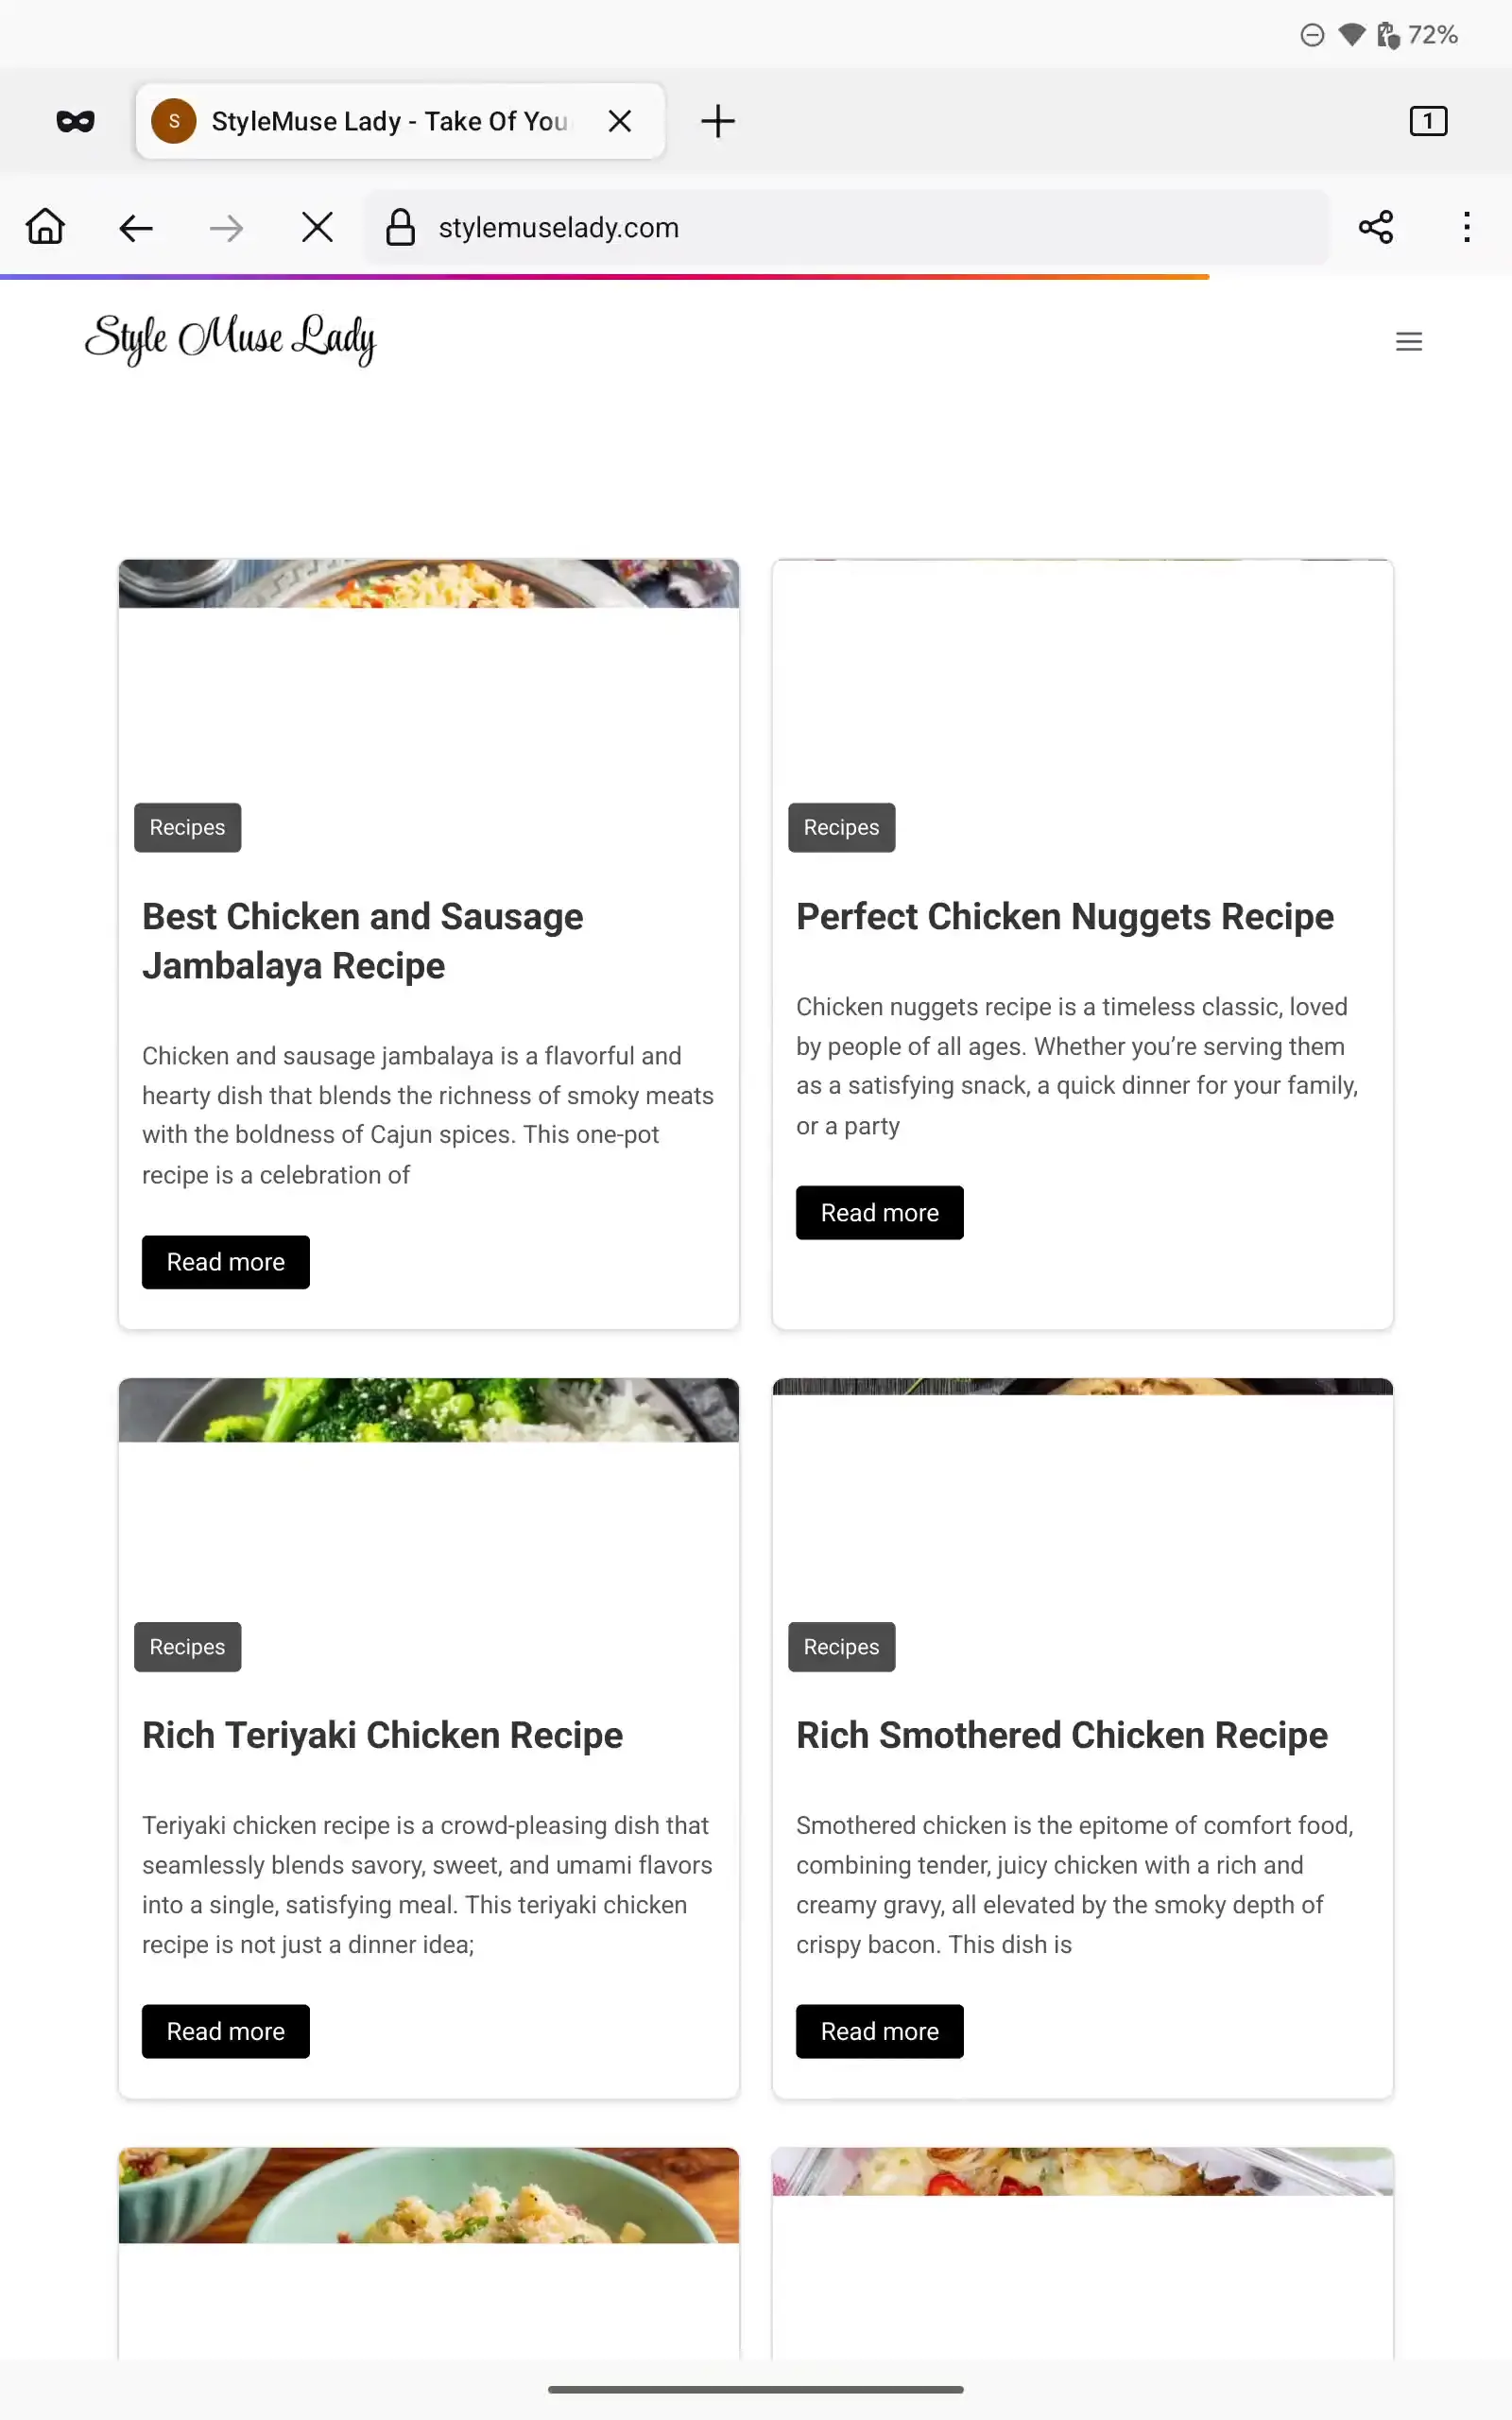 72%
S StyleMuse Lady - Take Of You
1
stylemuselady.com
Style Muse Lady
Recipes
Best Chicken and Sausage
Jambalaya Recipe
Chicken and sausage jambalaya is a flavorful and
hearty dish that blends the richness of smoky meats
with the boldness of Cajun spices. This one-pot
recipe is a celebration of
Read more
Recipes
Perfect Chicken Nuggets Recipe
Chicken nuggets recipe is a timeless classic, loved
by people of all ages. Whether you’re serving them
as a satisfying snack, a quick dinner for your family,
or a party
Read more
Recipes
Rich Teriyaki Chicken Recipe
Teriyaki chicken recipe is a crowd-pleasing dish that
seamlessly blends savory, sweet, and umami flavors
into a single, satisfying meal. This teriyaki chicken
recipe is not just a dinner idea;
Read more
Recipes
Rich Smothered Chicken Recipe
Smothered chicken is the epitome of comfort food,
combining tender, juicy chicken with a rich and
creamy gravy, all elevated by the smoky depth of
crispy bacon. This dish is
Read more